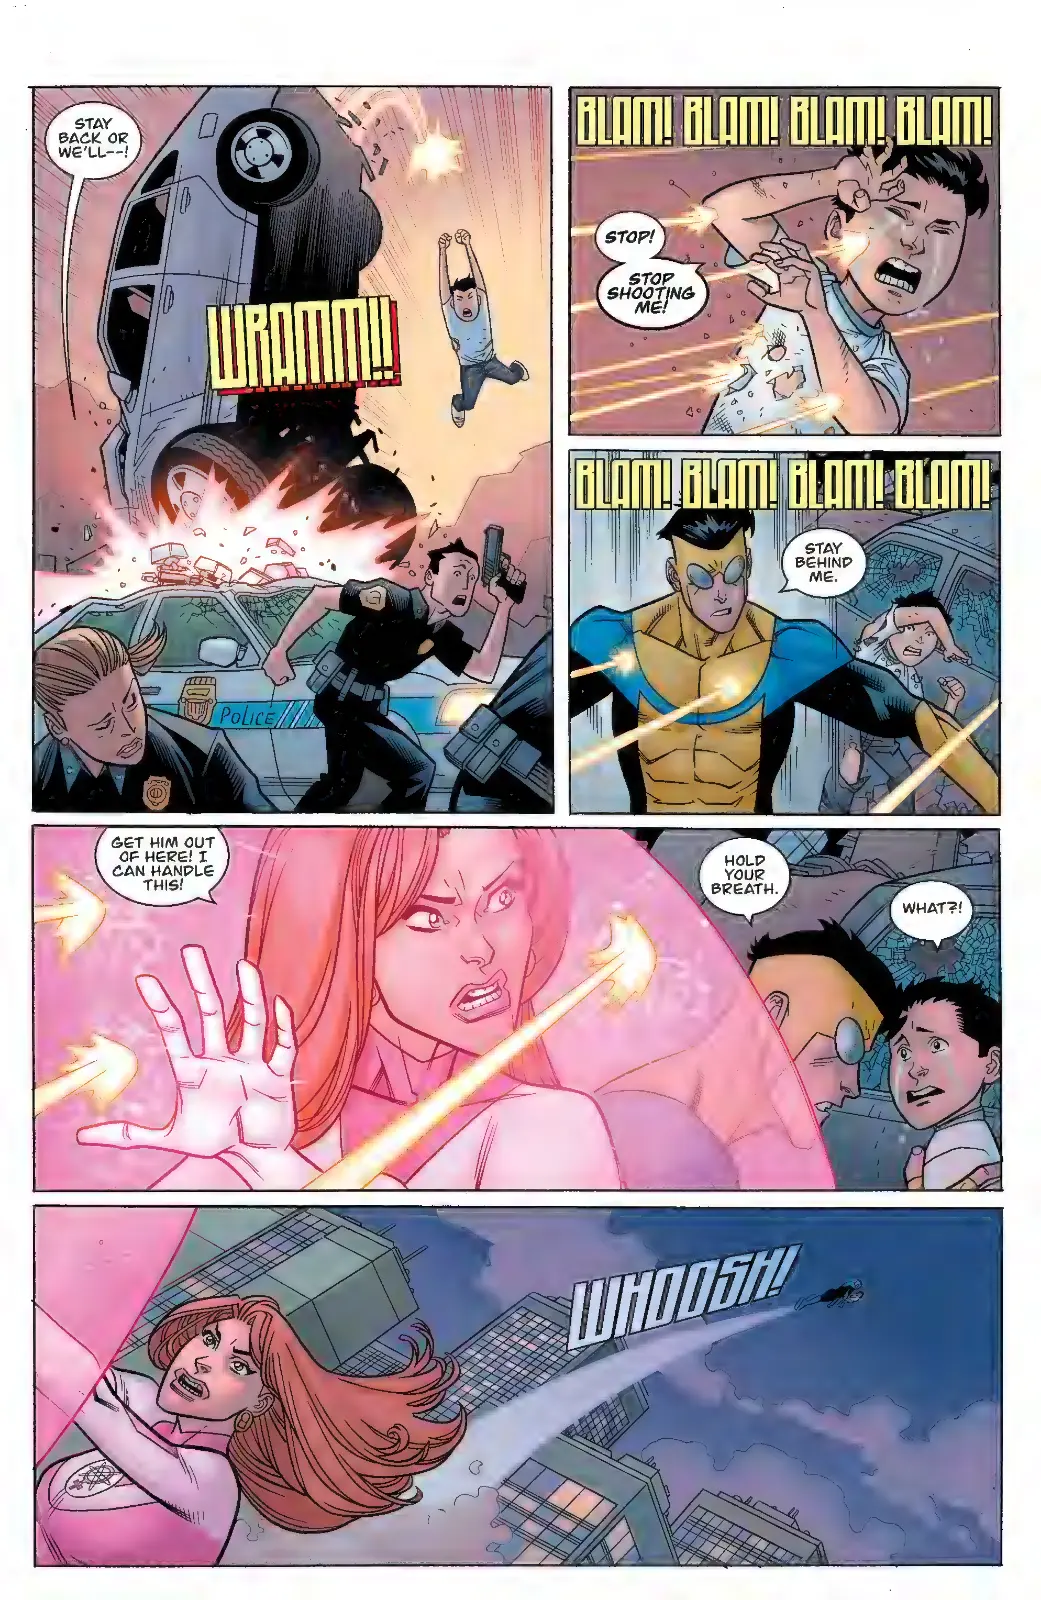 STAY
BACK OR
WE'LL--!
WRAMM!!
POLICE
BLAM! BLAM! BLAM! BLAM!
STOP!
STOP
SHOOTING
ME!
BLAM! BLAM! BLAM! BLAM!
STAY
BEHIND
ME.
GET HIM OUT
OF HERE! I
CAN HANDLE
THIS!
HOLD
YOUR
BREATH.
WHAT?!
WHOOSH!